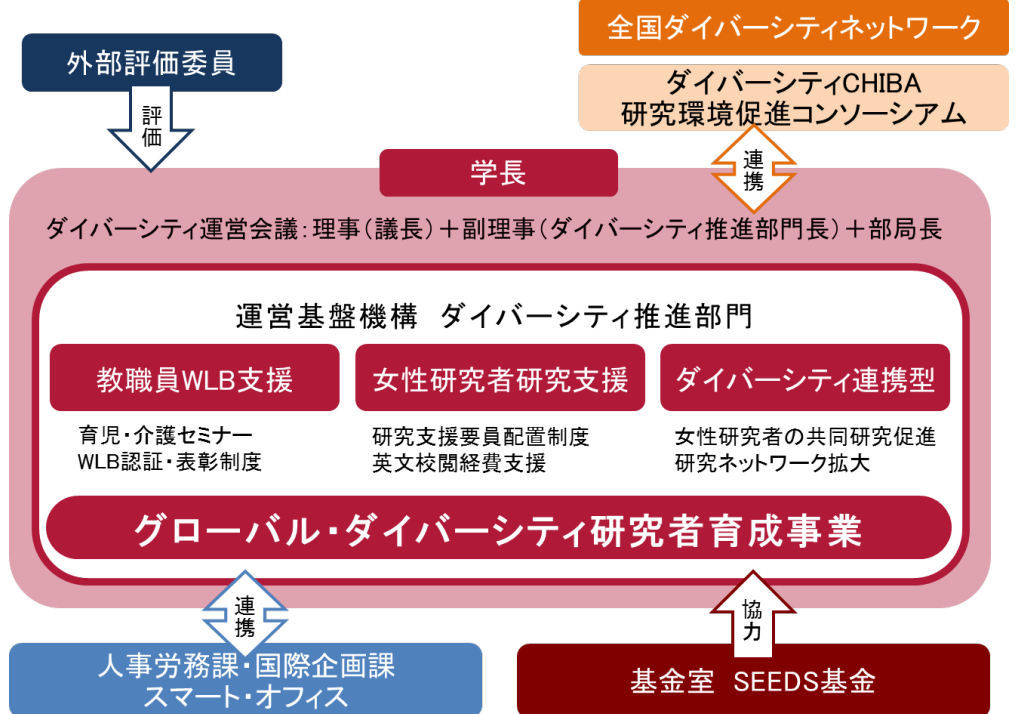 外部評価委員
評価
全国ダイバーシティネットワーク
ダイバーシティCHIBA
研究環境促進コンソーシアム
連携
学長
ダイバーシティ運営会議：理事（議長）＋副理事（ダイバーシティ推進部門長）＋部局長
運営基盤機構 ダイバーシティ推進部門
教職員WLB支援
育児・介護セミナー
WLB認証・表彰制度
女性研究者研究支援
研究支援要員配置制度
英文校閲経費支援
ダイバーシティ連携型
女性研究者の共同研究促進
研究ネットワーク拡大
グローバル・ダイバーシティ研究者育成事業
連携
人事労務課・国際企画課
スマート・オフィス
協力
基金室 SEEDS基金